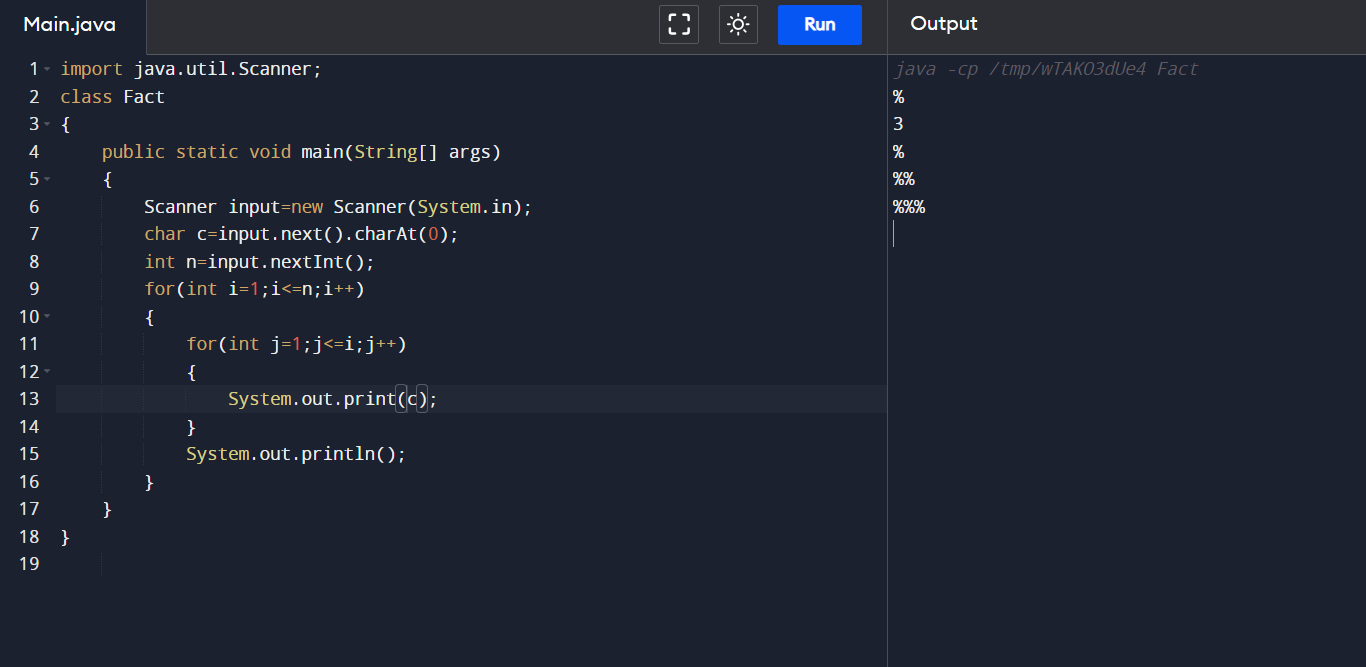 Main.java
Run
Output
1 import java.util.Scanner;
2 class Fact
3 {
4     public static void main(String[] args)
5     {
6         Scanner input=new Scanner(System.in);
7         char c=input.next().charAt(0);
8         int n=input.nextInt();
9         for(int i=1;i<=n;i++)
10         {
11             for(int j=1;j<=i;j++)
12             {
13                 System.out.print(c);
14             }
15             System.out.println();
16         }
17     }
18 }
19
java -cp /tmp/wTAKO3dUe4 Fact
%
3
%
%%
%%%